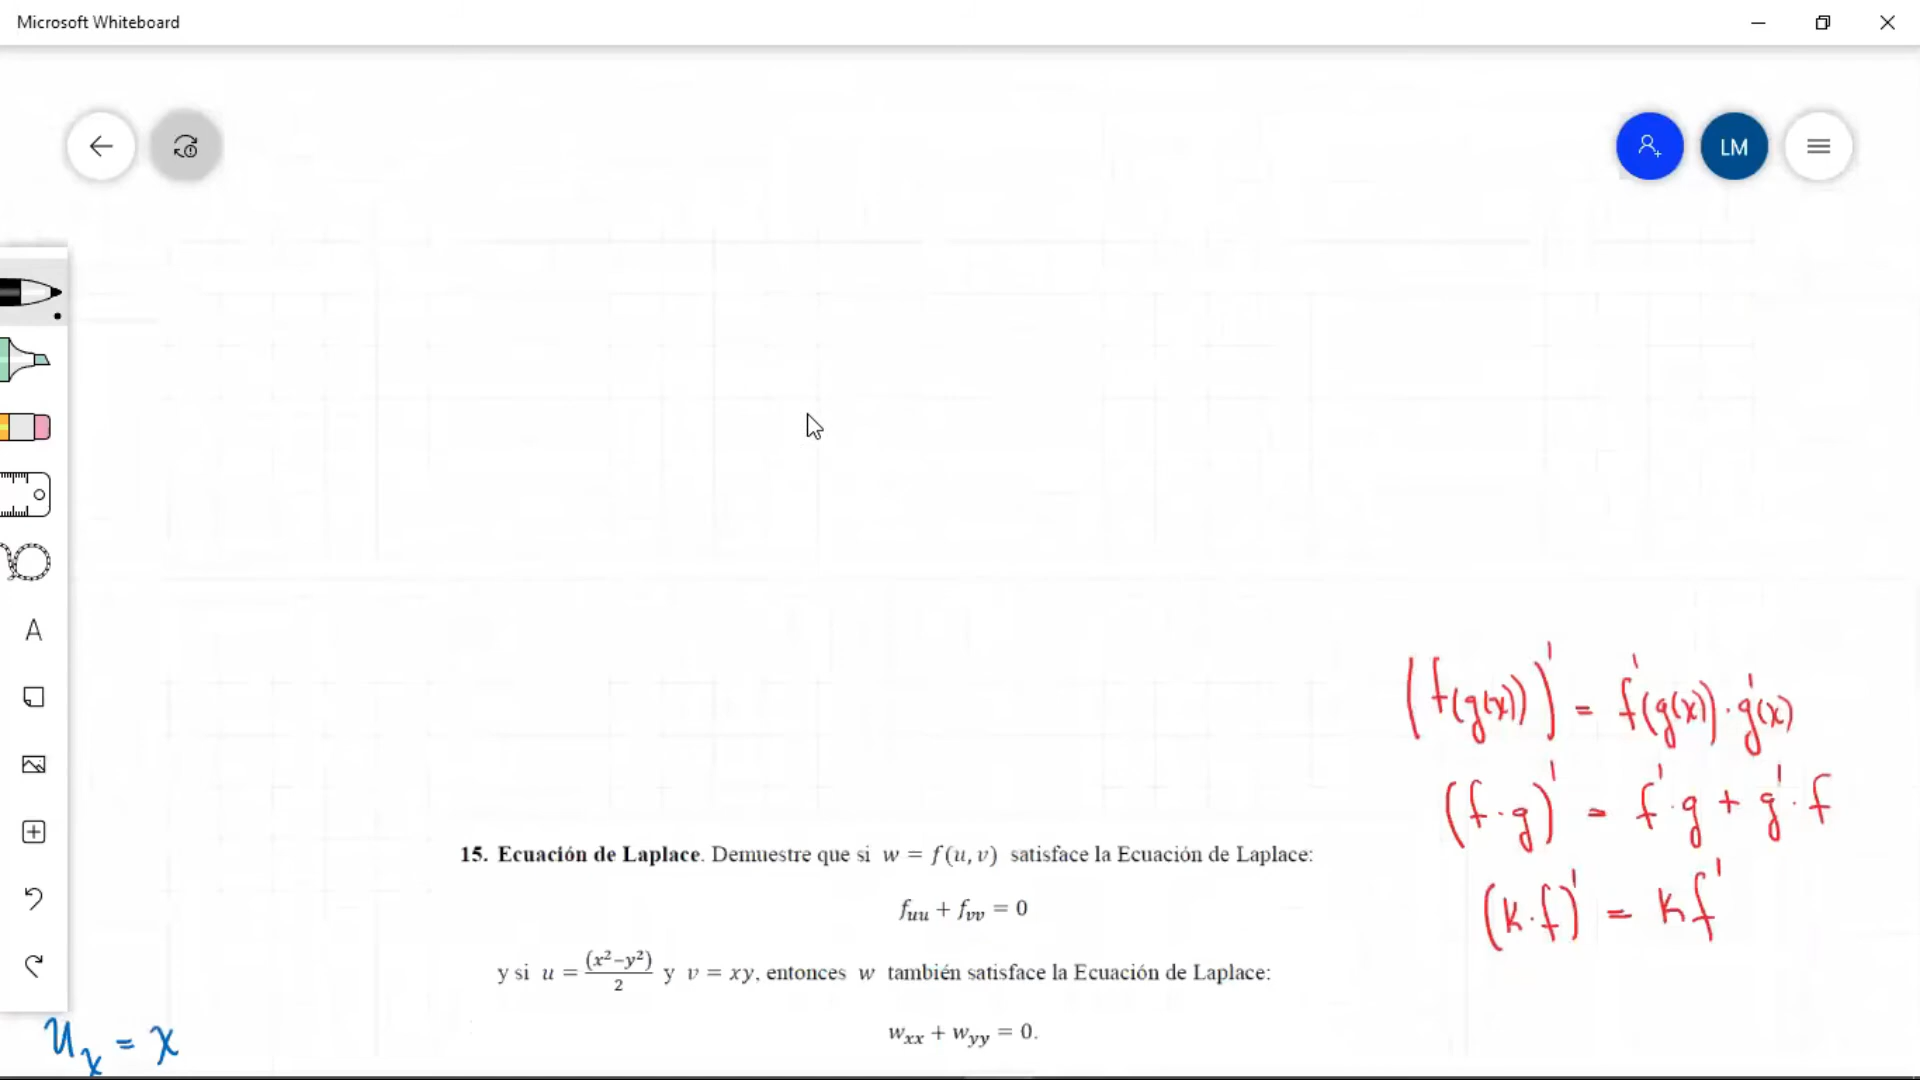 Microsoft Whiteboard
LM
A
(f(g(x))' = f'(g(x)) · g'(x)
(f · g)' = f' · g + g' · f
(k · f)' = k f'
15. Ecuación de Laplace. Demuestre que si w = f(u, v) satisface la Ecuación de Laplace:
f_uu + f_vv = 0
y si u = (x²−y²)/2 y v = xy, entonces w también satisface la Ecuación de Laplace:
w_xx + w_yy = 0.
u_x = x